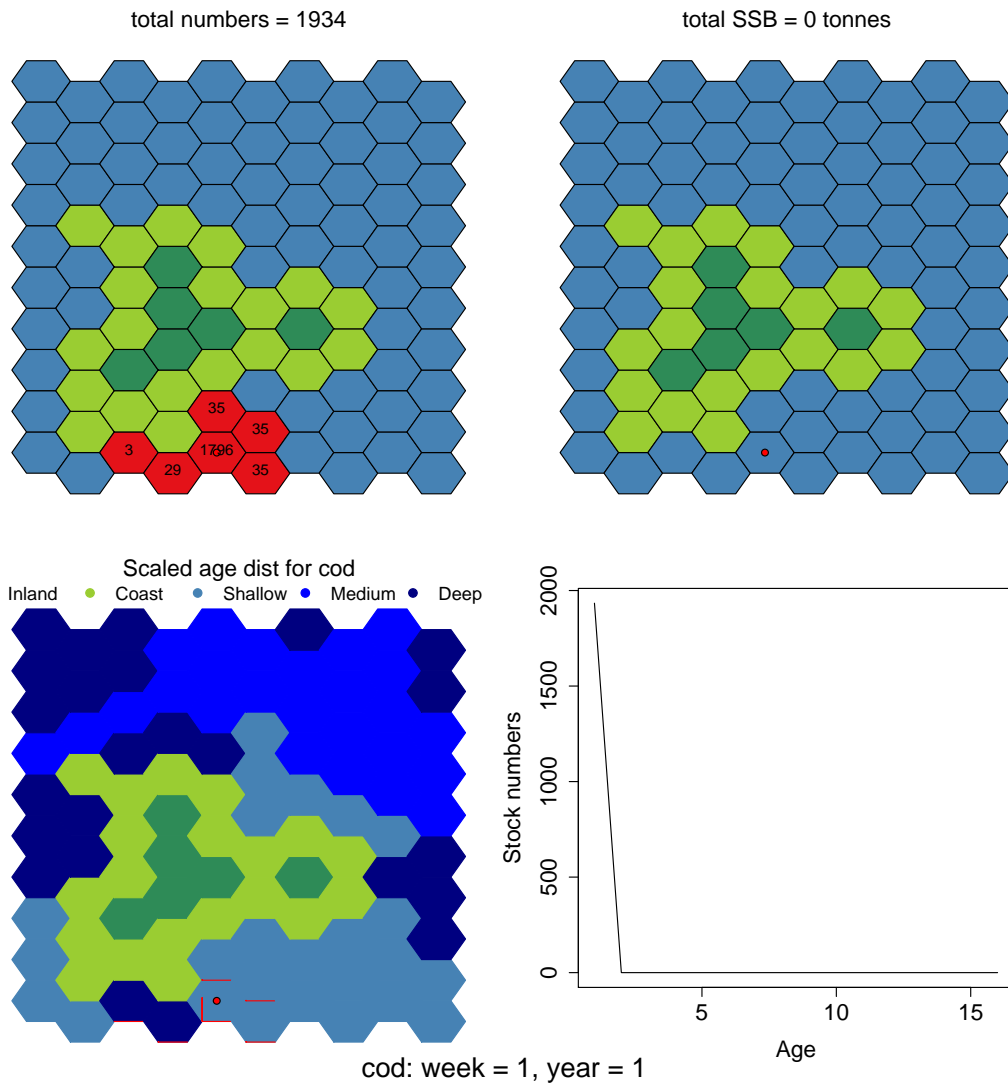 total numbers = 1934
total SSB = 0 tonnes
35
35
3
1796
29
35
Scaled age dist for cod
Inland Coast Shallow Medium Deep
Stock numbers
2000
1500
1000
500
0
5 10 15
Age
cod: week = 1, year = 1